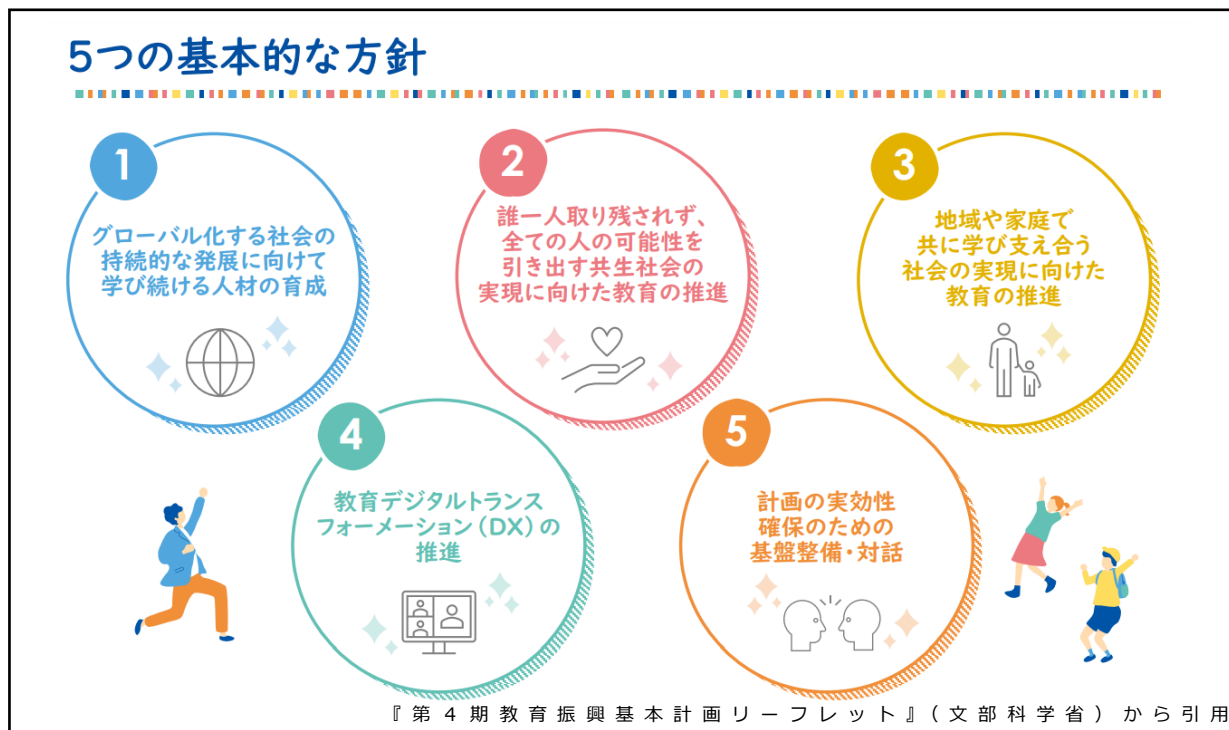 5つの基本的な方針
1
グローバル化する社会の
持続的な発展に向けて
学び続ける人材の育成
2
誰一人取り残されず、
全ての人の可能性を
引き出す共生社会の
実現に向けた教育の推進
3
地域や家庭で
共に学び支え合う
社会の実現に向けた
教育の推進
4
教育デジタルトランス
フォーメーション(DX)の
推進
5
計画の実効性
確保のための
基盤整備・対話
『第4期教育振興基本計画リーフレット』(文部科学省)から引用